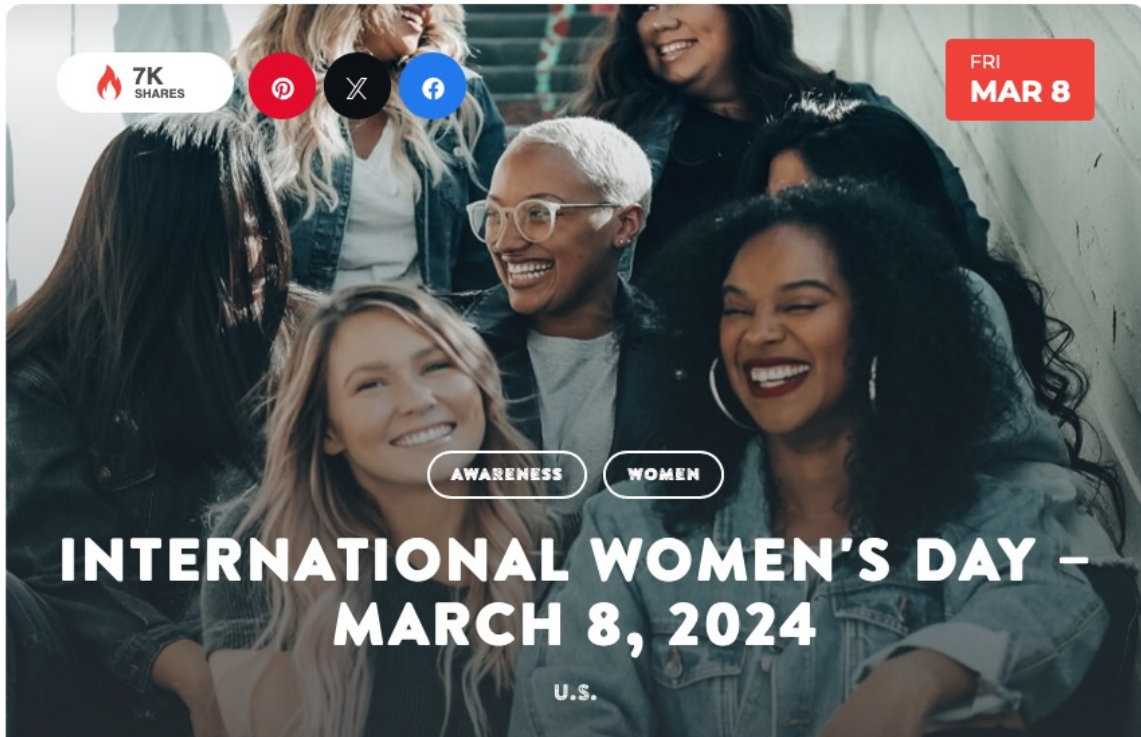 7K
SHARES
FRI
MAR 8
AWARENESS
WOMEN
INTERNATIONAL WOMEN'S DAY –
MARCH 8, 2024
U.S.